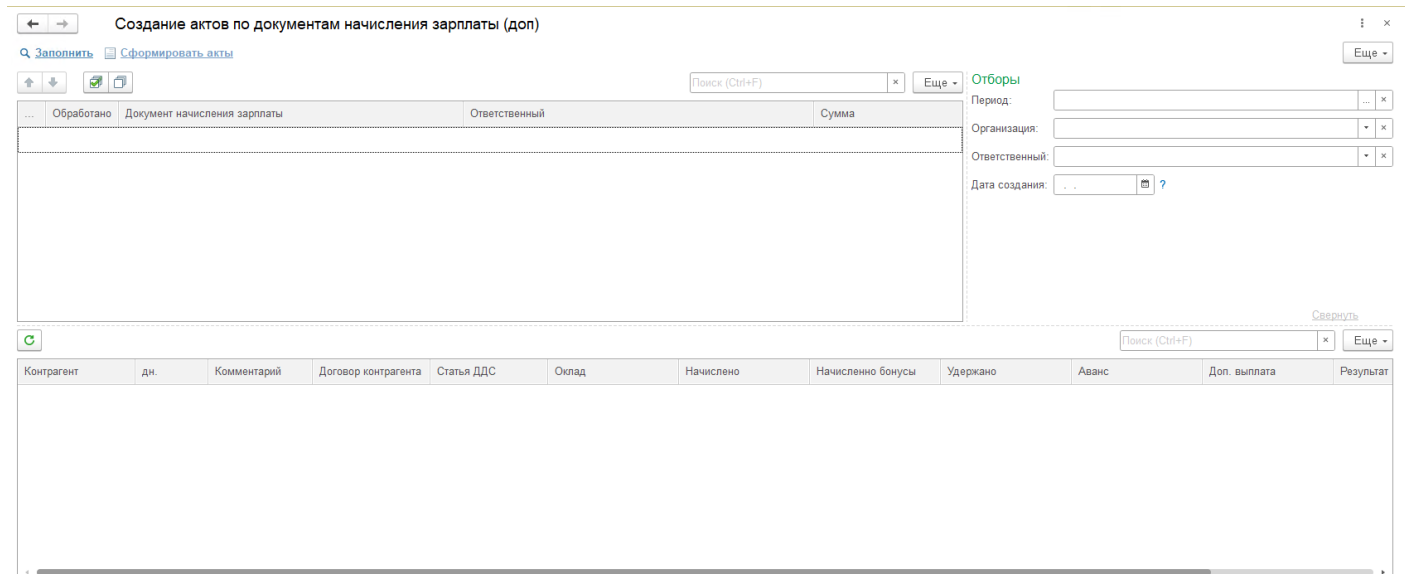 Создание актов по документам начисления зарплаты (доп)
Заполнить Сформировать акты Еще
Поиск (Ctrl+F) × Еще
Отборы
... Обработано Документ начисления зарплаты Ответственный Сумма
Период: ... ×
Организация: ×
Ответственный: ×
Дата создания: . . ?
Свернуть
Поиск (Ctrl+F) × Еще
Контрагент дн. Комментарий Договор контрагента Статья ДДС Оклад Начислено Начисленно бонусы Удержано Аванс Доп. выплата Результат